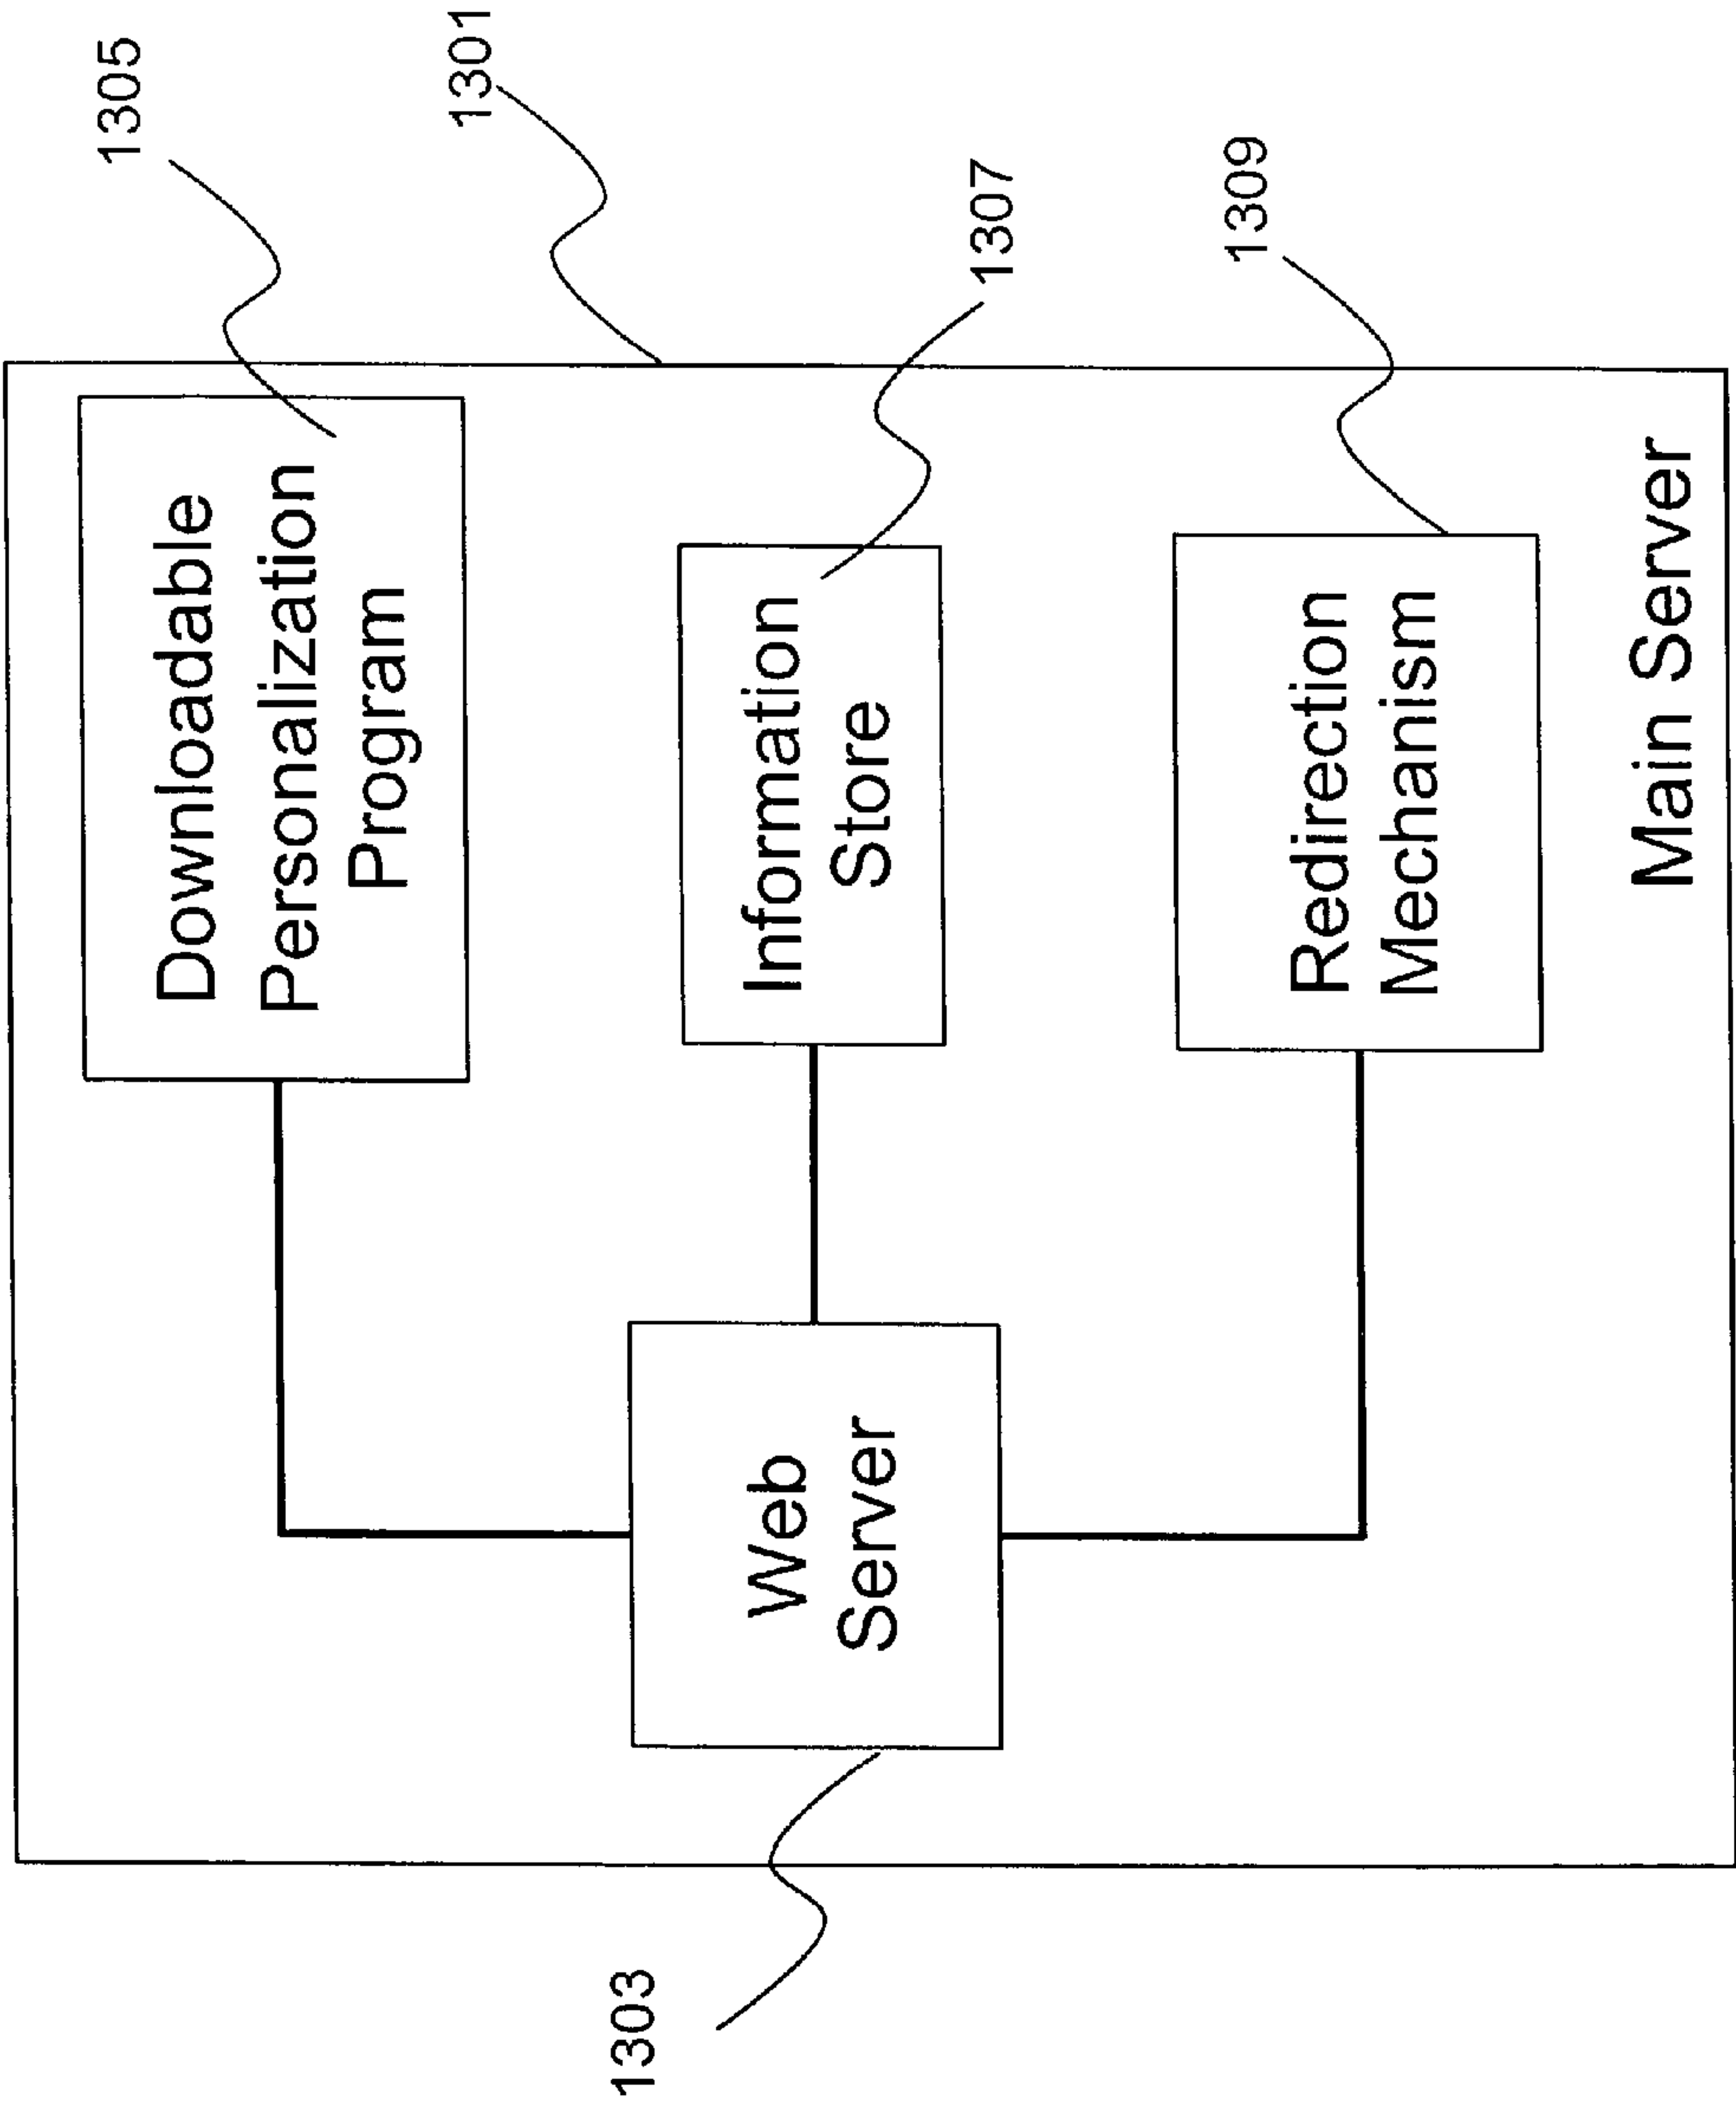 1305
1301
Downloadable
Personalization
Program
1307
Information
Store
1309
Redirection
Mechanism
Web
Server
1303
Main Server